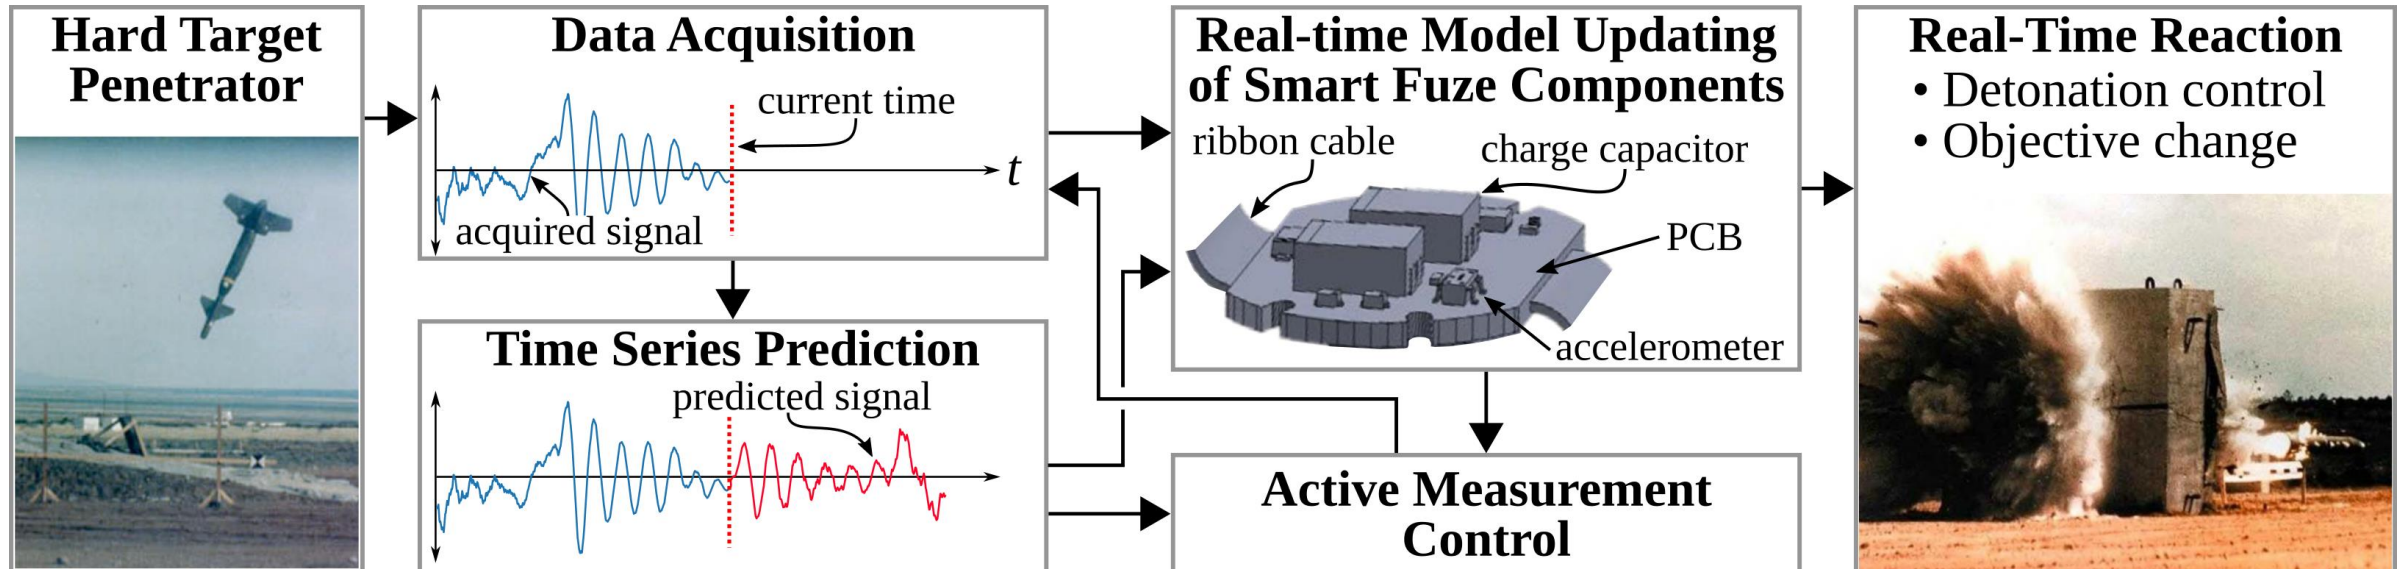 Hard Target
Penetrator
Data Acquisition
current time
t
acquired signal
Time Series Prediction
predicted signal
Real-time Model Updating
of Smart Fuze Components
ribbon cable
charge capacitor
PCB
accelerometer
Active Measurement
Control
Real-Time Reaction
• Detonation control
• Objective change